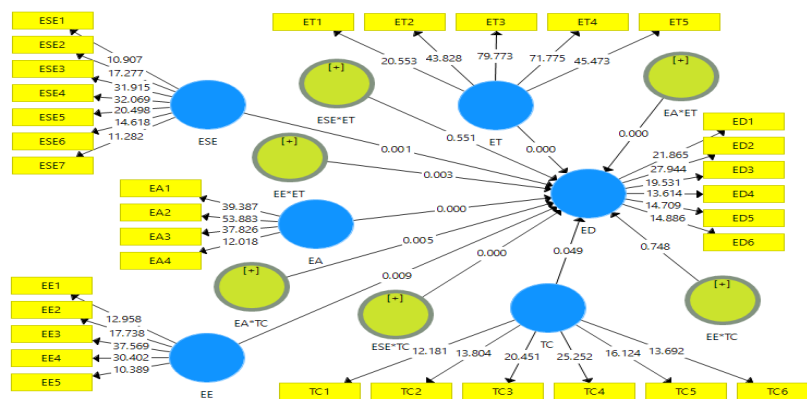 ESE1
ESE2
ESE3
ESE4
ESE5
ESE6
ESE7
10.907
17.277
31.915
32.069
20.498
14.618
11.282
ESE
ET1
ET2
ET3
ET4
ET5
20.553
43.828
79.773
71.775
45.473
ET
[+]
ESE*ET
[+]
EA*ET
[+]
EE*ET
0.551
0.000
0.000
0.001
0.003
ED1
ED2
ED3
ED4
ED5
ED6
21.865
27.944
19.531
13.614
14.709
14.886
ED
EA1
EA2
EA3
EA4
39.387
53.883
37.826
12.018
EA
0.000
0.005
0.009
0.000
0.049
0.748
[+]
EA*TC
[+]
ESE*TC
[+]
EE*TC
EE1
EE2
EE3
EE4
EE5
12.958
17.738
37.569
30.402
10.389
EE
TC
12.181
13.804
20.451
25.252
16.124
13.692
TC1
TC2
TC3
TC4
TC5
TC6